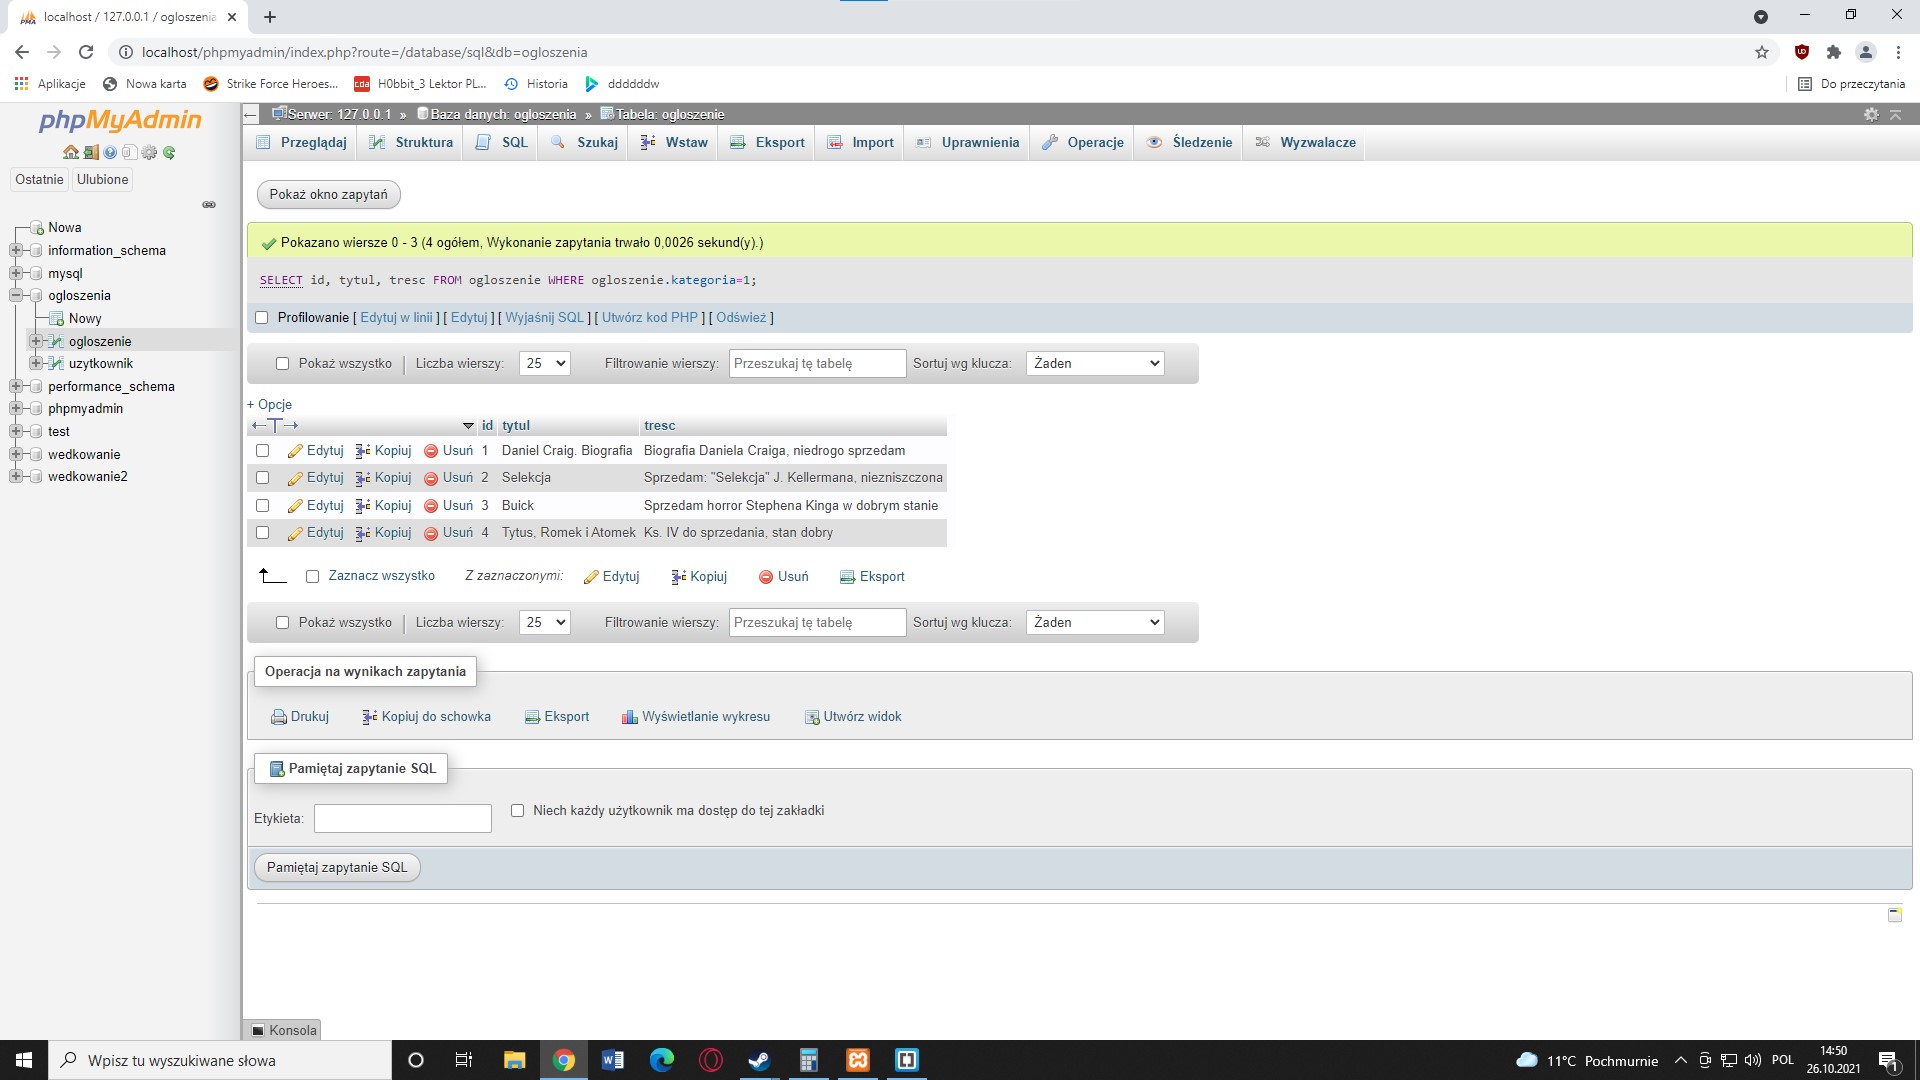 localhost / 127.0.0.1 / ogloszenia
localhost/phpmyadmin/index.php?route=/database/sql&db=ogloszenia
Aplikacje Nowa karta Strike Force Heroes... H0bbit_3 Lektor PL... Historia ddddddw Do przeczytania
phpMyAdmin
Ostatnie Ulubione
Nowa
information_schema
mysql
ogloszenia
Nowy
ogloszenie
uzytkownik
performance_schema
phpmyadmin
test
wedkowanie
wedkowanie2
Serwer: 127.0.0.1 » Baza danych: ogloszenia » Tabela: ogloszenie
Przeglądaj Struktura SQL Szukaj Wstaw Eksport Import Uprawnienia Operacje Śledzenie Wyzwalacze
Pokaż okno zapytań
Pokazano wiersze 0 - 3 (4 ogółem, Wykonanie zapytania trwało 0,0026 sekund(y).)
SELECT id, tytul, tresc FROM ogloszenie WHERE ogloszenie.kategoria=1;
Profilowanie [ Edytuj w linii ] [ Edytuj ] [ Wyjaśnij SQL ] [ Utwórz kod PHP ] [ Odśwież ]
Pokaż wszystko | Liczba wierszy: 25 Filtrowanie wierszy: Przeszukaj tę tabelę Sortuj wg klucza: Żaden
+ Opcje
←T→ id tytul tresc
Edytuj Kopiuj Usuń 1 Daniel Craig. Biografia Biografia Daniela Craiga, niedrogo sprzedam
Edytuj Kopiuj Usuń 2 Selekcja Sprzedam: "Selekcja" J. Kellermana, niezniszczona
Edytuj Kopiuj Usuń 3 Buick Sprzedam horror Stephena Kinga w dobrym stanie
Edytuj Kopiuj Usuń 4 Tytus, Romek i Atomek Ks. IV do sprzedania, stan dobry
Zaznacz wszystko Z zaznaczonymi: Edytuj Kopiuj Usuń Eksport
Pokaż wszystko | Liczba wierszy: 25 Filtrowanie wierszy: Przeszukaj tę tabelę Sortuj wg klucza: Żaden
Operacja na wynikach zapytania
Drukuj Kopiuj do schowka Eksport Wyświetlanie wykresu Utwórz widok
Pamiętaj zapytanie SQL
Etykieta: Niech każdy użytkownik ma dostęp do tej zakładki
Pamiętaj zapytanie SQL
Konsola
Wpisz tu wyszukiwane słowa
11°C Pochmurnie POL 14:50
26.10.2021
1